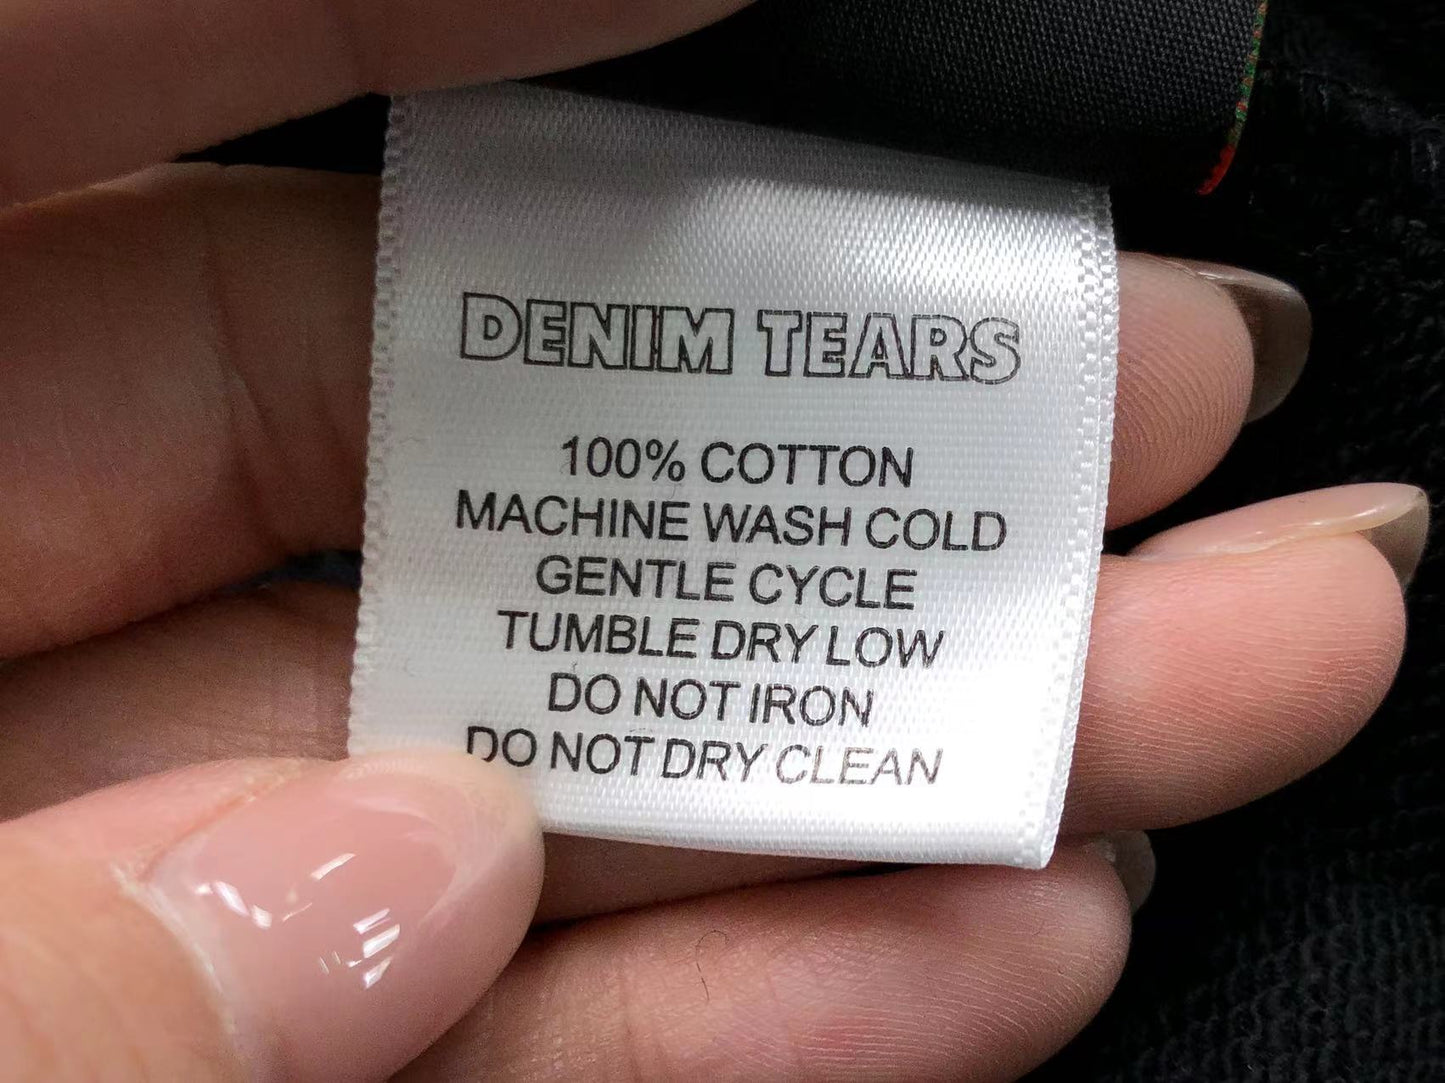 DENIM TEARS
100% COTTON
MACHINE WASH COLD
GENTLE CYCLE
TUMBLE DRY LOW
DO NOT IRON
DO NOT DRY CLEAN